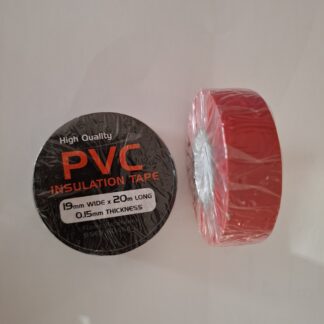 High Quality
PVC
INSULATION TAPE
19mm WIDE x 20m LONG
0.15mm THICKNESS